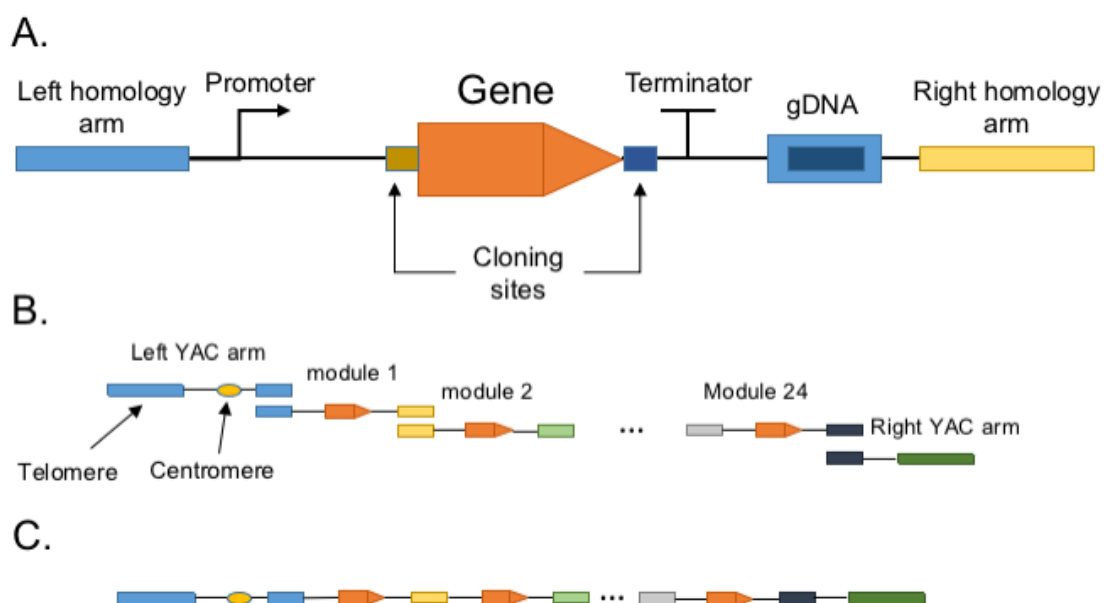 A.
Left homology
arm
Promoter
Gene
Terminator
gDNA
Right homology
arm
Cloning
sites
B.
Left YAC arm
module 1
module 2
Module 24
...
Right YAC arm
Telomere
Centromere
C.
...